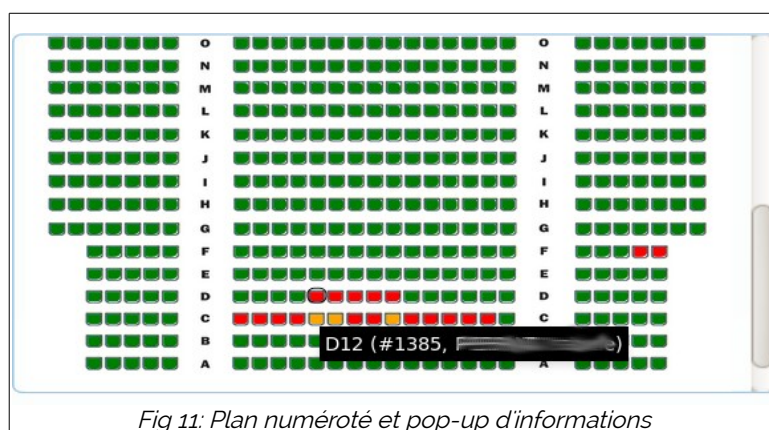 O O
N N
M M
L L
K K
J J
I I
H H
G G
F F
E E
D D
C C
B
A A
D12 (#1385, e)
Fig 11: Plan numéroté et pop-up d'informations